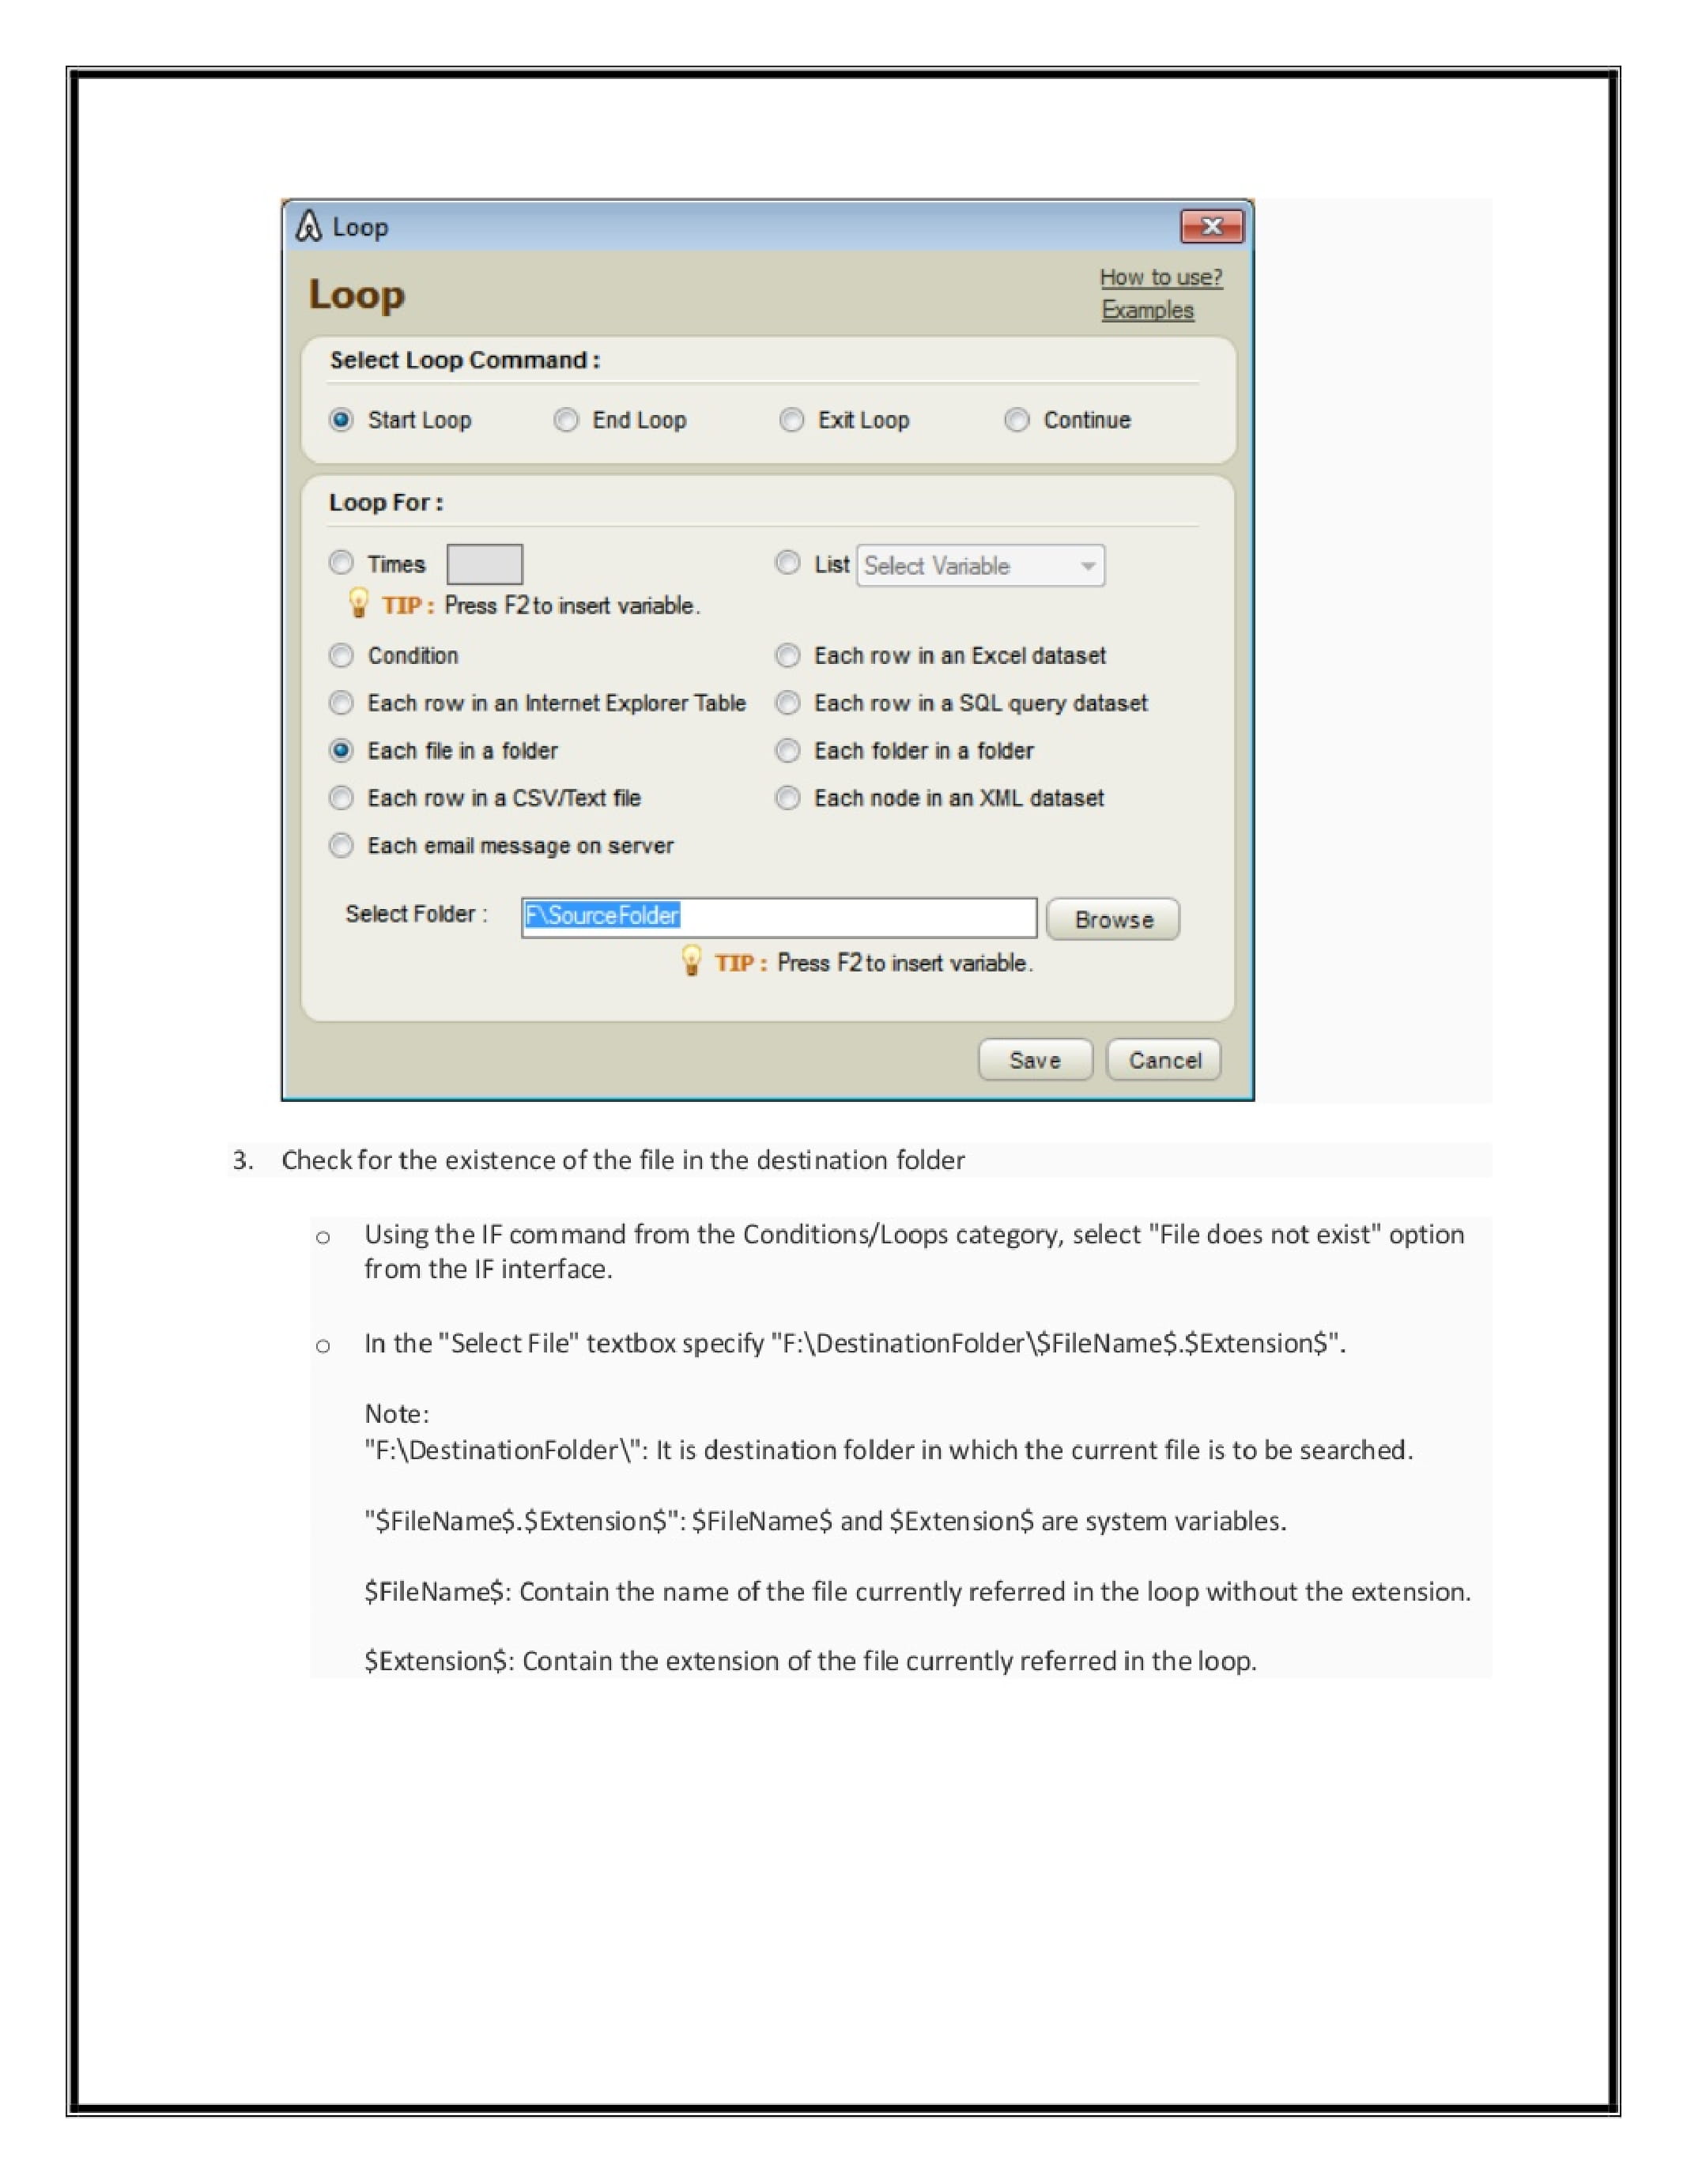 Loop
Loop
How to use?
Examples
Select Loop Command :
Start Loop End Loop Exit Loop Continue
Loop For :
Times List Select Variable
TIP : Press F2 to insert variable.
Condition Each row in an Excel dataset
Each row in an Internet Explorer Table Each row in a SQL query dataset
Each file in a folder Each folder in a folder
Each row in a CSV/Text file Each node in an XML dataset
Each email message on server
Select Folder : F\SourceFolder Browse
TIP : Press F2 to insert variable.
Save Cancel
3. Check for the existence of the file in the destination folder
o Using the IF command from the Conditions/Loops category, select "File does not exist" option
from the IF interface.
o In the "Select File" textbox specify "F:\DestinationFolder\$FileName$.$Extension$".
Note:
"F:\DestinationFolder\": It is destination folder in which the current file is to be searched.
"$FileName$.$Extension$": $FileName$ and $Extension$ are system variables.
$FileName$: Contain the name of the file currently referred in the loop without the extension.
$Extension$: Contain the extension of the file currently referred in the loop.